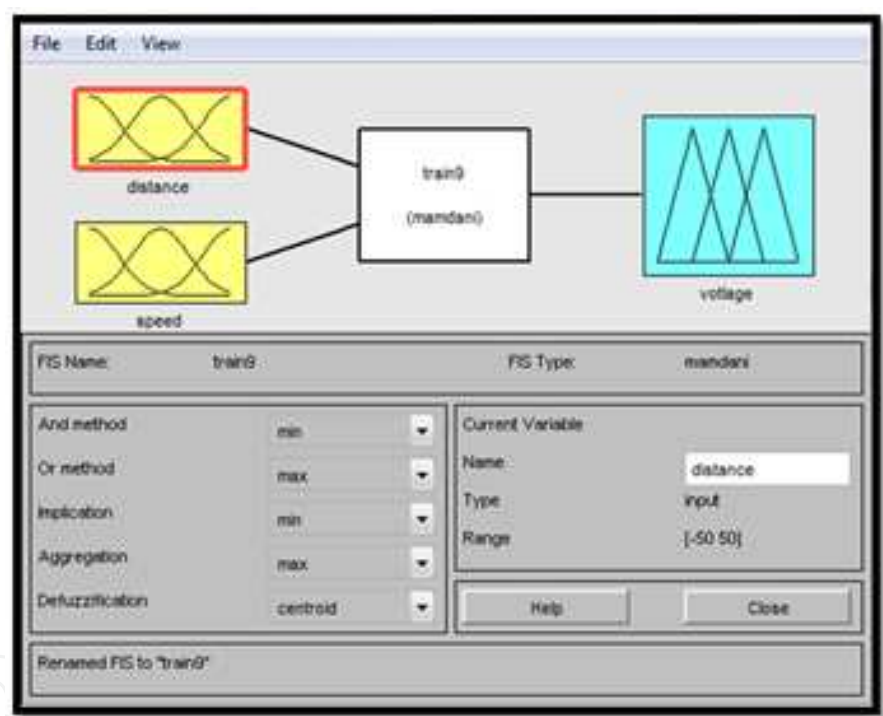 File Edit View
distance
train9
(mamdani)
speed
voltage
FIS Name: train9 FIS Type: mamdani
And method min
Or method max
Implication min
Aggregation max
Defuzzification centroid
Current Variable
Name distance
Type input
Range [-50 50]
Help Close
Renamed FIS to "train9"